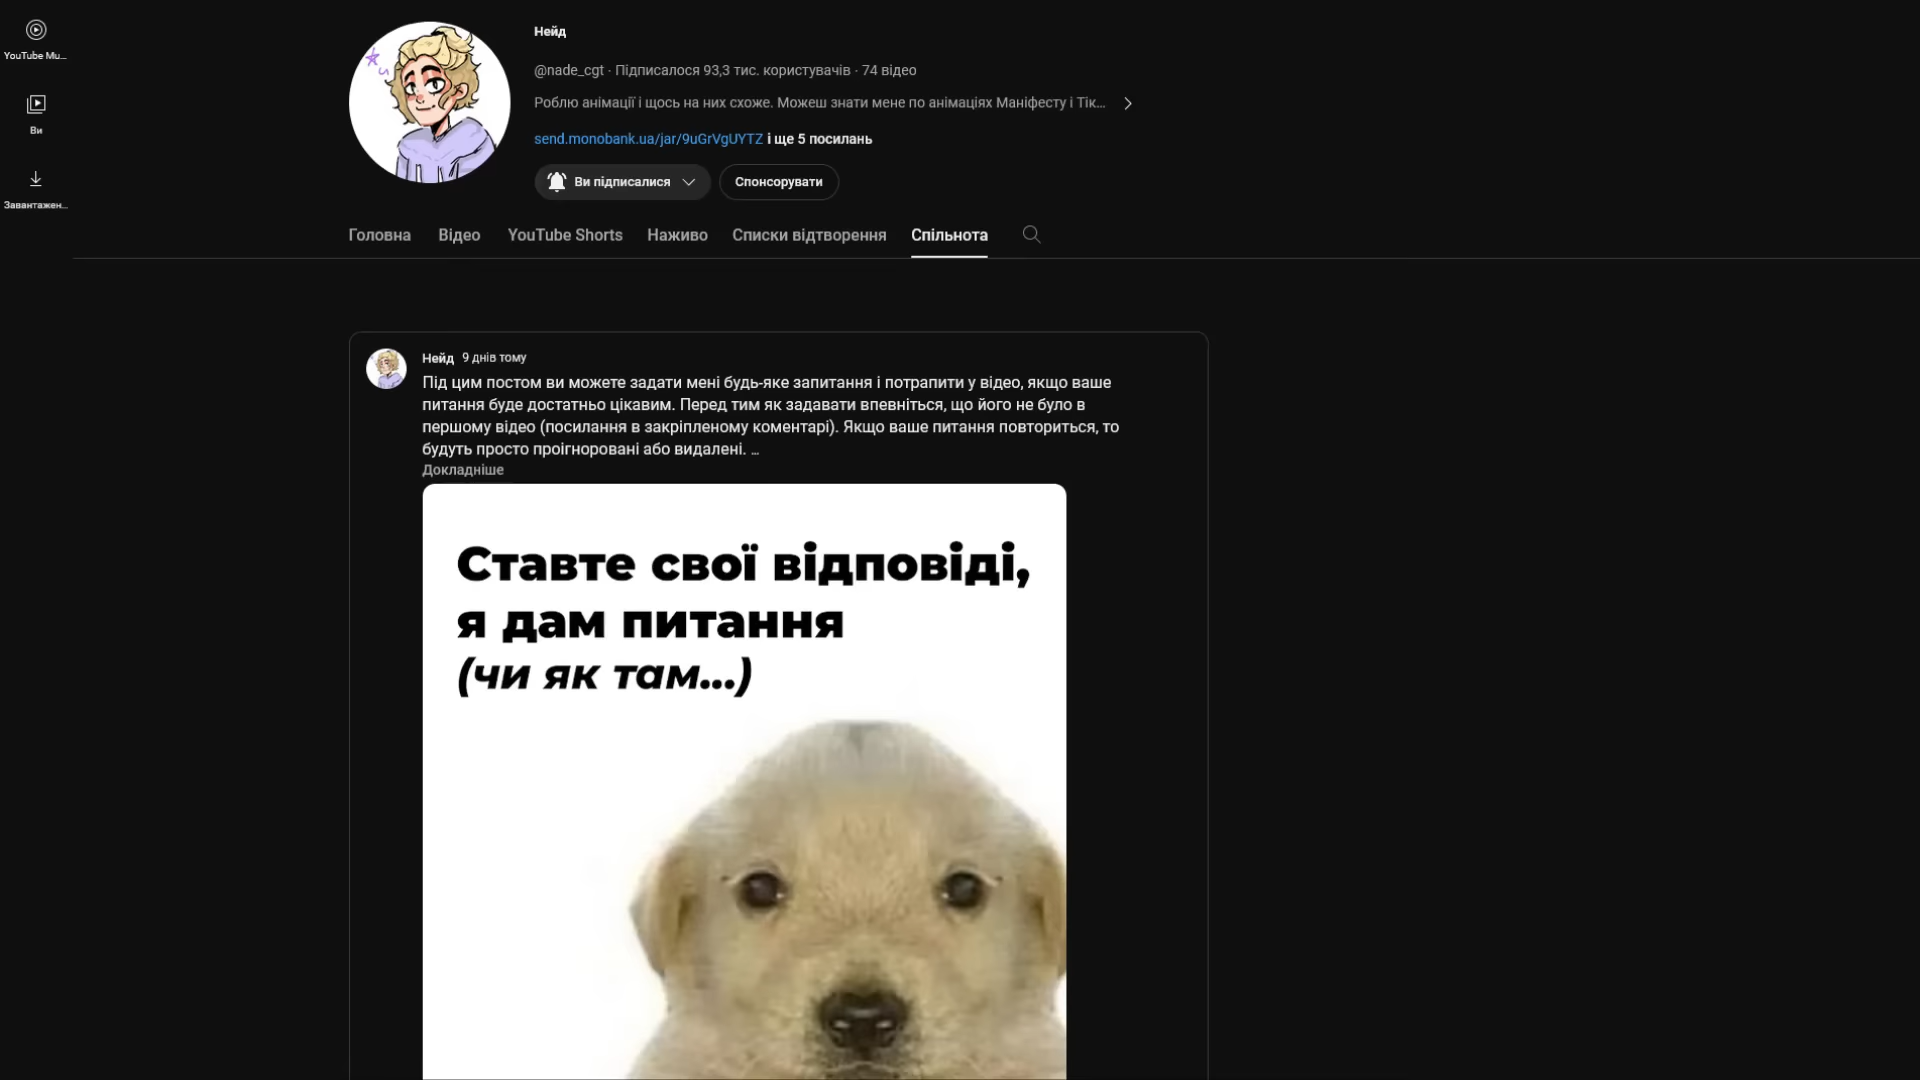 YouTube Mu...
Ви
Завантажен...
Нейд
@nade_cgt · Підписалося 93,3 тис. користувачів · 74 відео
Роблю анімації і щось на них схоже. Можеш знати мене по анімаціях Маніфесту і Тік...
send.monobank.ua/jar/9uGrVgUYTZ і ще 5 посилань
Ви підписалися
Спонсорувати
Головна Відео YouTube Shorts Наживо Списки відтворення Спільнота
Нейд 9 днів тому
Під цим постом ви можете задати мені будь-яке запитання і потрапити у відео, якщо ваше
питання буде достатньо цікавим. Перед тим як задавати впевніться, що його не було в
першому відео (посилання в закріпленому коментарі). Якщо ваше питання повториться, то
будуть просто проігноровані або видалені. ...
Докладніше
Ставте свої відповіді,
я дам питання
(чи як там...)